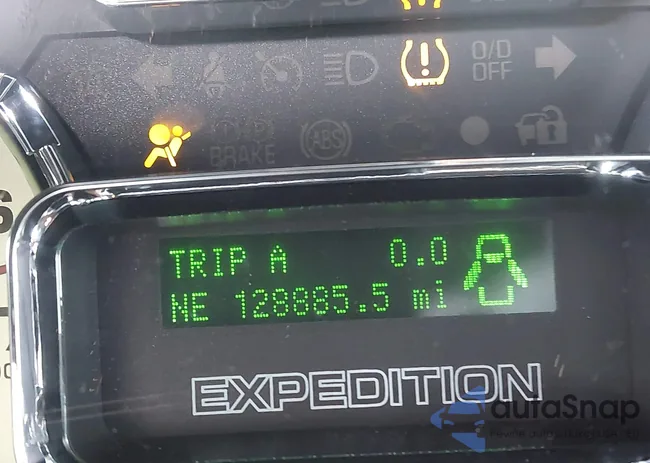 O/D
OFF
BRAKE
ABS
TRIP A 0.0
NE 128885.5 mi
EXPEDITION
autoSnap